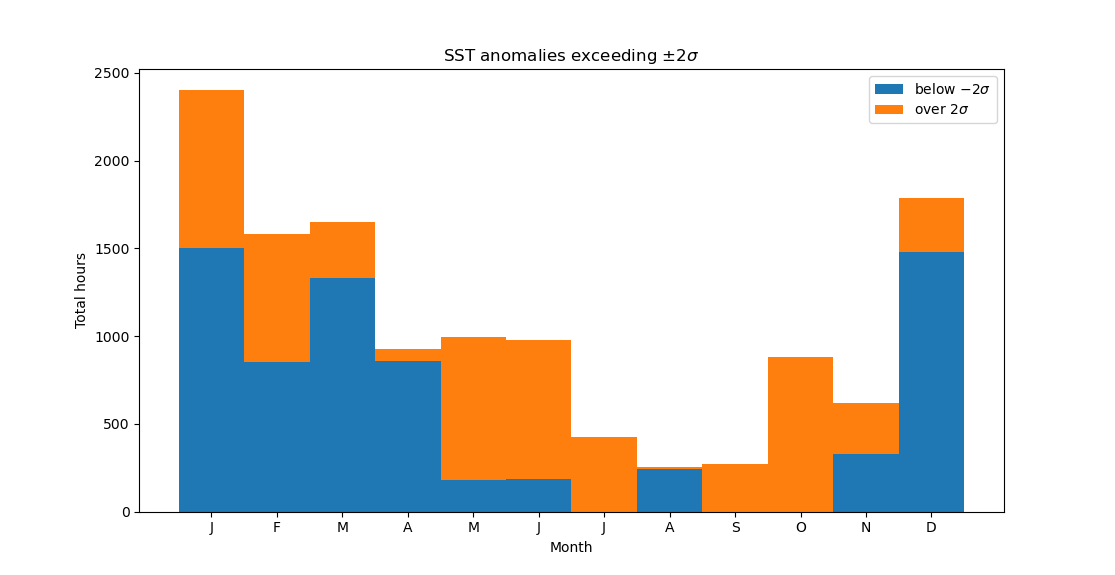 SST anomalies exceeding ±2σ
below −2σ
over 2σ
2500
2000
1500
1000
500
0
Total hours
J F M A M J J A S O N D
Month